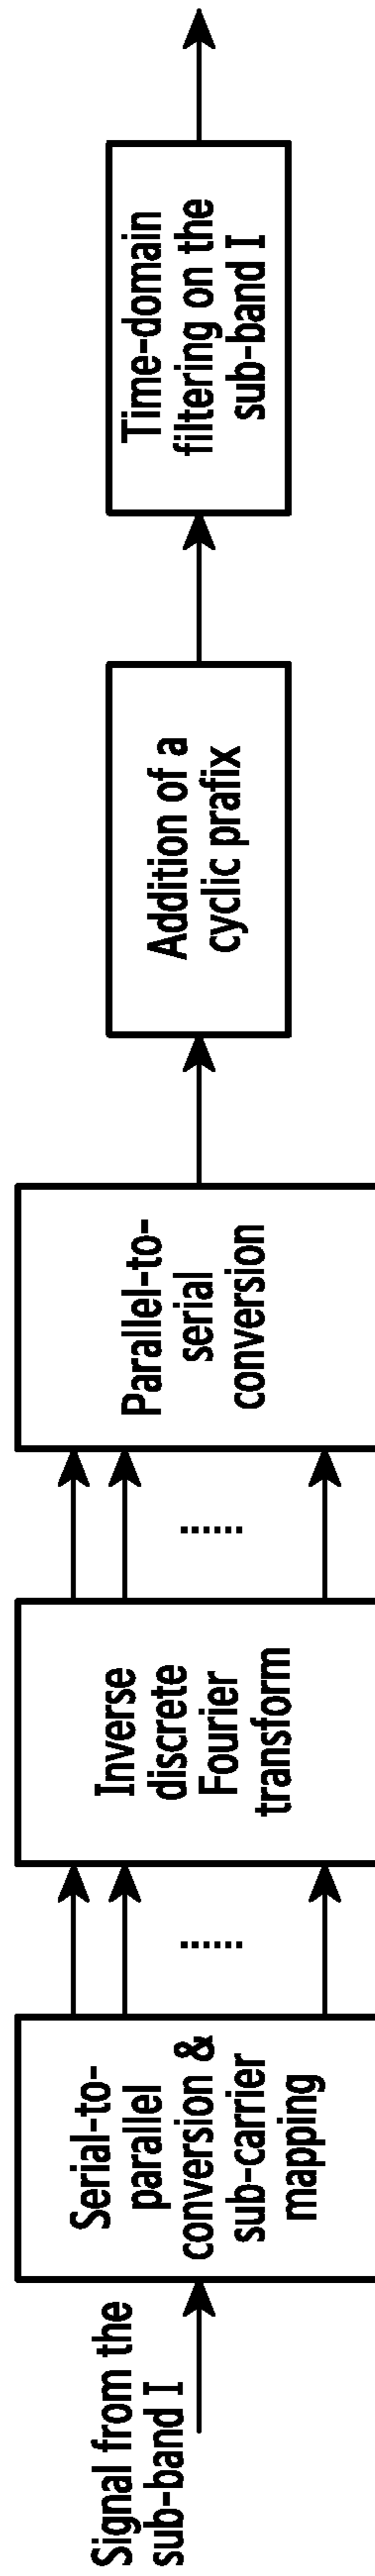 Signal from the
sub-band I
Serial-to-
parallel
conversion &
sub-carrier
mapping
......
Inverse
discrete
Fourier
transform
......
Parallel-to-
serial
conversion
Addition of a
cyclic prafix
Time-domain
filtering on the
sub-band I